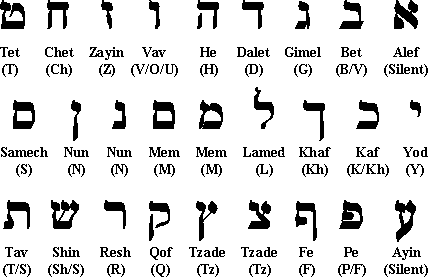 א ב ג ד ה ו ז ח ט
Tet Chet Zayin Vav He Dalet Gimel Bet Alef
(T) (Ch) (Z) (V/O/U) (H) (D) (G) (B/V) (Silent)
י כ ך ל מ ם נ ן ס
Samech Nun Nun Mem Mem Lamed Khaf Kaf Yod
(S) (N) (N) (M) (M) (L) (Kh) (K/Kh) (Y)
ע פ ף צ ץ ק ר ש ת
Tav Shin Resh Qof Tzade Tzade Fe Pe Ayin
(T/S) (Sh/S) (R) (Q) (Tz) (Tz) (F) (P/F) (Silent)